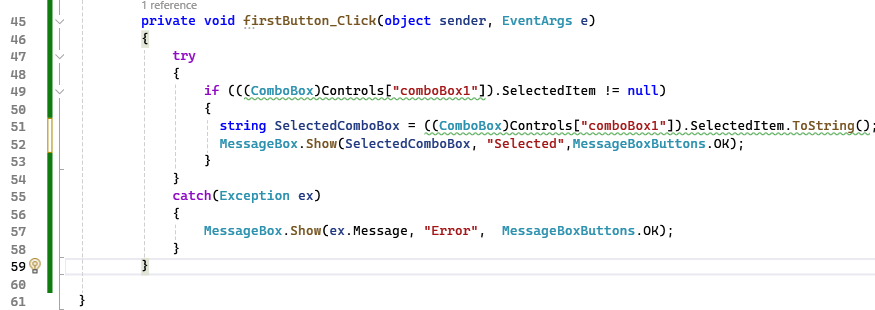 1 reference
45 private void firstButton_Click(object sender, EventArgs e)
46 {
47 try
48 {
49 if (((ComboBox)Controls["comboBox1"]).SelectedItem != null)
50 {
51 string SelectedComboBox = ((ComboBox)Controls["comboBox1"]).SelectedItem.ToString();
52 MessageBox.Show(SelectedComboBox, "Selected",MessageBoxButtons.OK);
53 }
54 }
55 catch(Exception ex)
56 {
57 MessageBox.Show(ex.Message, "Error",  MessageBoxButtons.OK);
58 }
59 }
60
61 }